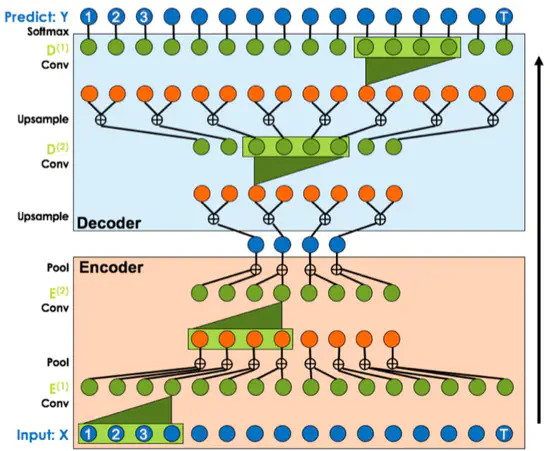 Predict: Y 1 2 3 T
Softmax
D(1)
Conv
Upsample
D(2)
Conv
Upsample
Decoder
Pool
Encoder
E(2)
Conv
Pool
E(1)
Conv
Input: X 1 2 3 T